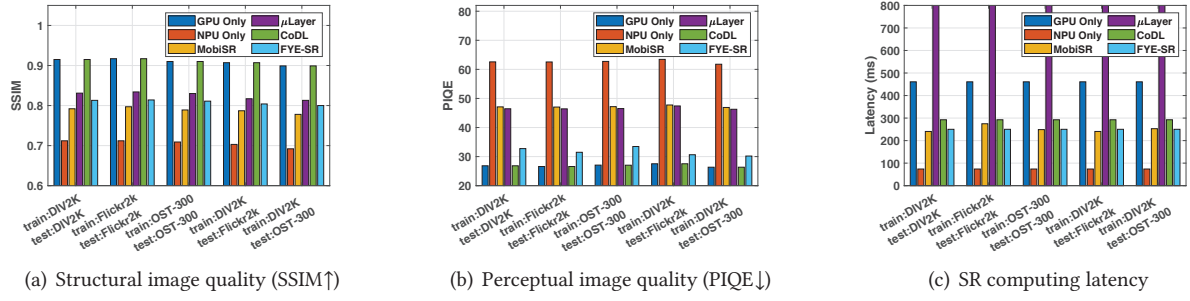 SSIM
1
0.9
0.8
0.7
0.6
GPU Only
NPU Only
MobiSR
μLayer
CoDL
FYE-SR
train:DIV2K
test:DIV2K
train:Flickr2k
test:Flickr2k
train:OST-300
test:OST-300
train:DIV2K
test:Flickr2k
train:DIV2K
test:OST-300
(a) Structural image quality (SSIM↑)
PIQE
80
70
60
50
40
30
20
GPU Only
NPU Only
MobiSR
μLayer
CoDL
FYE-SR
train:DIV2K
test:DIV2K
train:Flickr2k
test:Flickr2k
train:OST-300
test:OST-300
train:DIV2K
test:Flickr2k
train:DIV2K
test:OST-300
(b) Perceptual image quality (PIQE↓)
Latency (ms)
800
700
600
500
400
300
200
100
0
GPU Only
NPU Only
MobiSR
μLayer
CoDL
FYE-SR
train:DIV2K
test:DIV2K
train:Flickr2k
test:Flickr2k
train:OST-300
test:OST-300
train:DIV2K
test:Flickr2k
train:DIV2K
test:OST-300
(c) SR computing latency